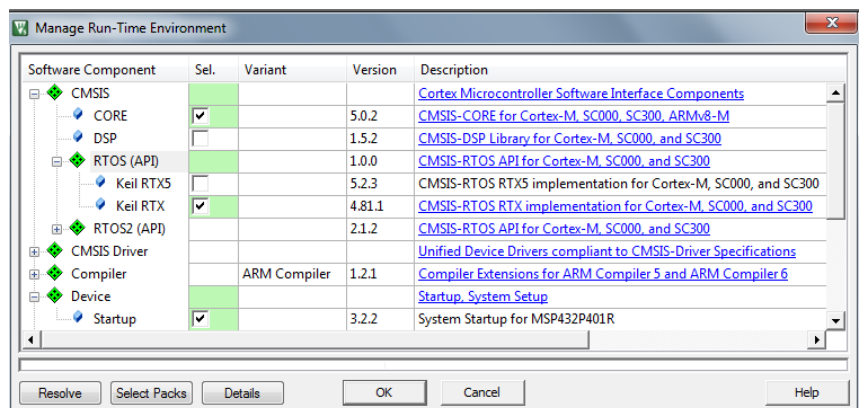 Manage Run-Time Environment
Software Component Sel. Variant Version Description
CMSIS Cortex Microcontroller Software Interface Components
CORE 5.0.2 CMSIS-CORE for Cortex-M, SC000, SC300, ARMv8-M
DSP 1.5.2 CMSIS-DSP Library for Cortex-M, SC000, and SC300
RTOS (API) 1.0.0 CMSIS-RTOS API for Cortex-M, SC000, and SC300
Keil RTX5 5.2.3 CMSIS-RTOS RTX5 implementation for Cortex-M, SC000, and SC300
Keil RTX 4.81.1 CMSIS-RTOS RTX implementation for Cortex-M, SC000, and SC300
RTOS2 (API) 2.1.2 CMSIS-RTOS API for Cortex-M, SC000, and SC300
CMSIS Driver Unified Device Drivers compliant to CMSIS-Driver Specifications
Compiler ARM Compiler 1.2.1 Compiler Extensions for ARM Compiler 5 and ARM Compiler 6
Device Startup, System Setup
Startup 3.2.2 System Startup for MSP432P401R
Resolve Select Packs Details OK Cancel Help